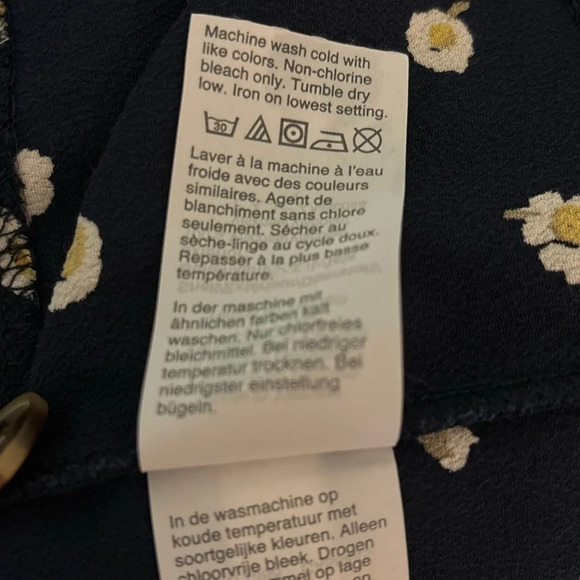 Machine wash cold with
like colors. Non-chlorine
bleach only. Tumble dry
low. Iron on lowest setting.
30
Laver à la machine à l'eau
froide avec des couleurs
similaires. Agent de
blanchiment sans chlore
seulement. Sécher au
sèche-linge au cycle doux.
Repasser à la plus basse
température.
In der maschine mit
ähnlichen farben kalt
waschen. Nur chlorfreies
bleichmittel. Bei niedriger
temperatur trocknen. Bei
niedrigster einstellung
bügeln.
In de wasmachine op
koude temperatuur met
soortgelijke kleuren. Alleen
chloorvrije bleek. Drogen
op lage